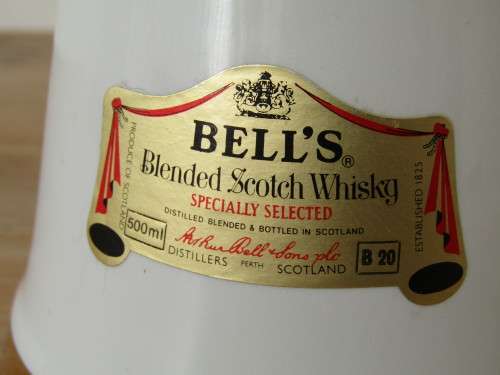 BELL'S®
Blended Scotch Whisky
SPECIALLY SELECTED
DISTILLED BLENDED & BOTTLED IN SCOTLAND
Arthur Bell & Sons plc
DISTILLERS PERTH SCOTLAND
500ml
B 20
PRODUCE OF SCOTLAND
ESTABLISHED 1825